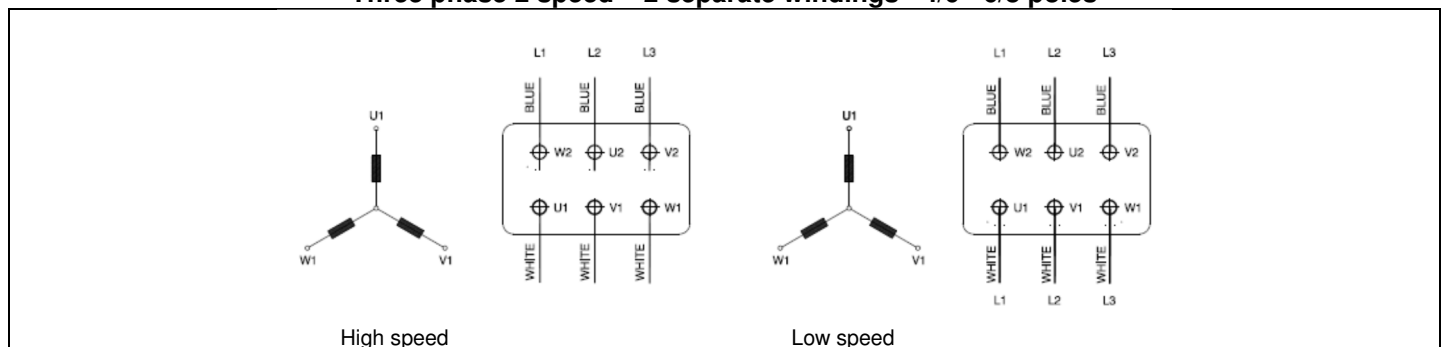 L1 L2 L3
BLUE BLUE BLUE
U1
W2 U2 V2
U1 V1 W1
W1 V1
WHITE WHITE WHITE
High speed
L1 L2 L3
BLUE BLUE BLUE
U1
W2 U2 V2
U1 V1 W1
W1 V1
WHITE WHITE WHITE
L1 L2 L3
Low speed